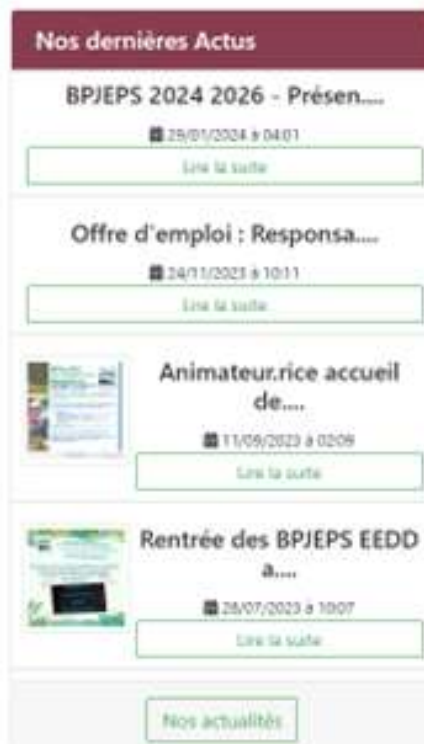 Nos dernières Actus
BPJEPS 2024 2026 - Présen....
29/01/2024 à 04:01
Lire la suite
Offre d'emploi : Responsa....
24/11/2023 à 10:11
Lire la suite
Animateur.rice accueil
de....
11/09/2023 à 02:09
Lire la suite
Rentrée des BPJEPS EEDD
a....
28/07/2023 à 10:07
Lire la suite
Nos actualités